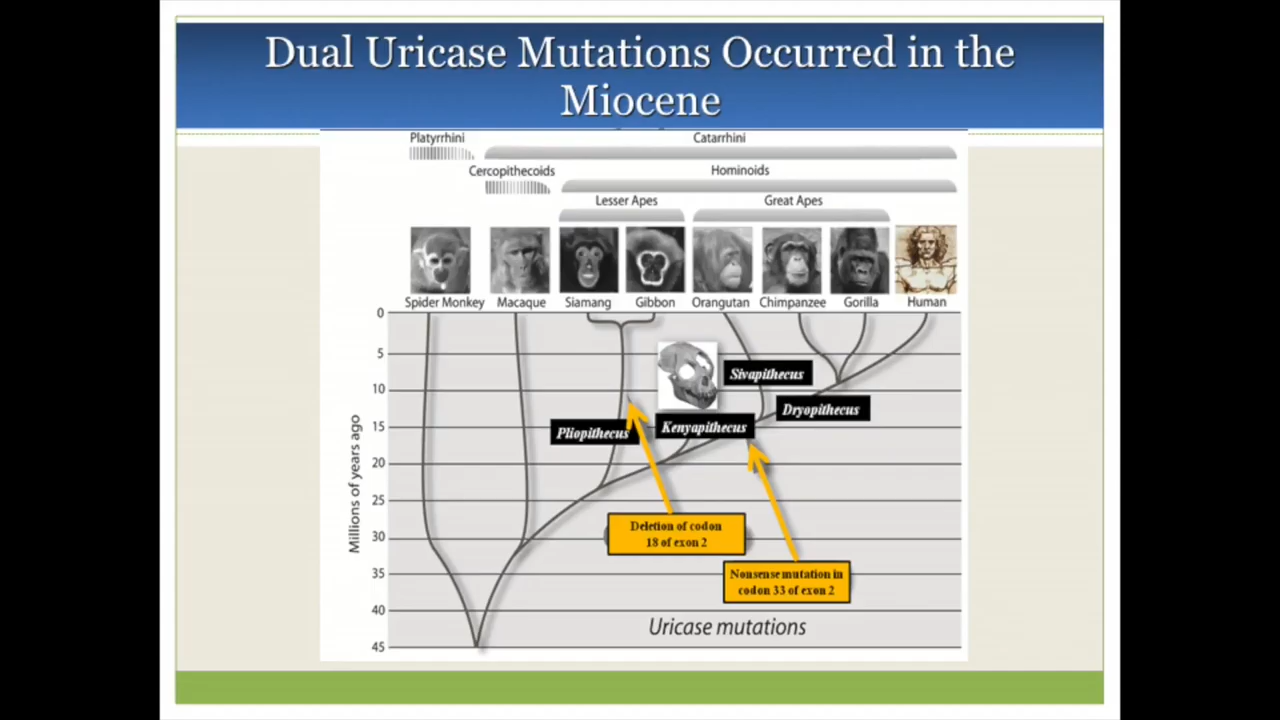 Dual Uricase Mutations Occurred in the
Miocene
Platyrrhini
Catarrhini
Cercopithecoids
Hominoids
Lesser Apes
Great Apes
Spider Monkey
Macaque
Siamang
Gibbon
Orangutan
Chimpanzee
Gorilla
Human
Millions of years ago
0
5
10
15
20
25
30
35
40
45
Sivapithecus
Dryopithecus
Kenyapithecus
Pliopithecus
Deletion of codon
18 of exon 2
Nonsense mutation in
codon 33 of exon 2
Uricase mutations